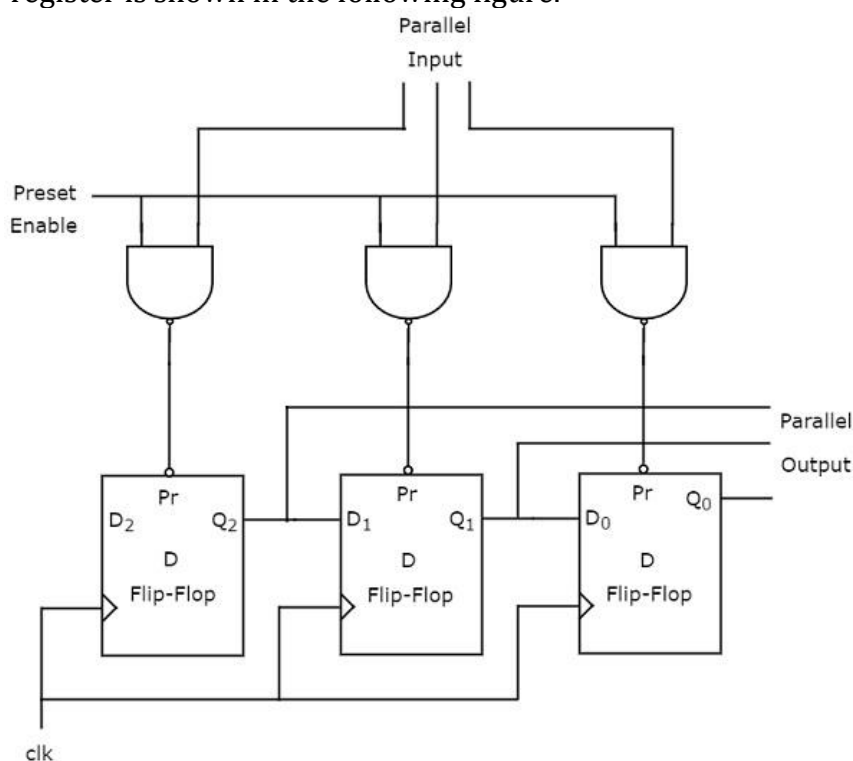 register is shown in the following figure.
Parallel
Input
Preset
Enable
Parallel
Output
Pr
Pr
Pr
D₂
Q₂
D₁
Q₁
D₀
Q₀
D
Flip-Flop
D
Flip-Flop
D
Flip-Flop
clk